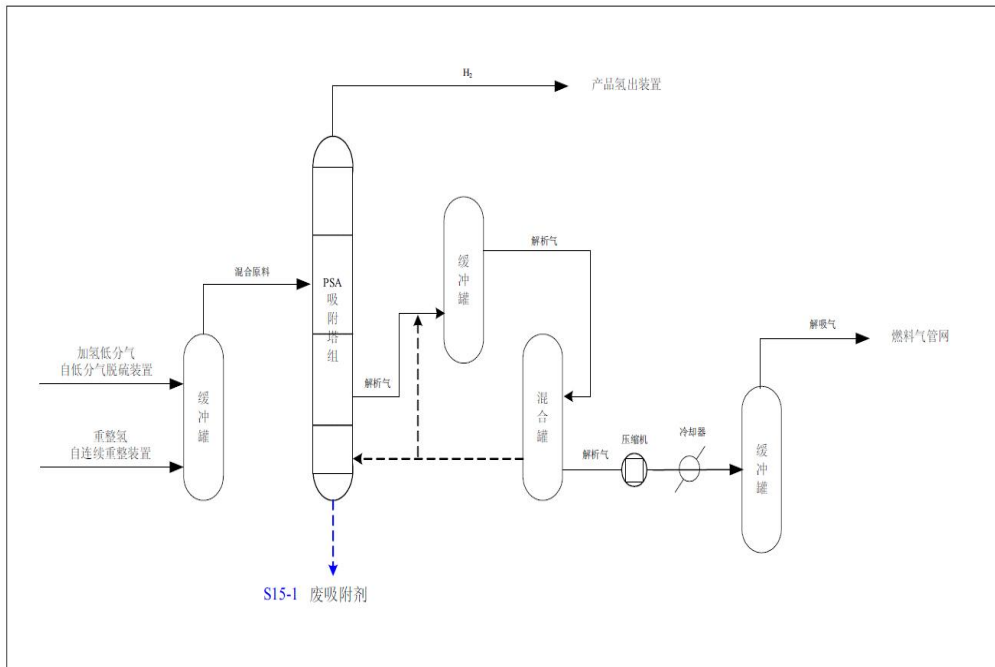 H₂
产品氢出装置
解析气
缓冲罐
混合原料
PSA
吸附塔组
解吸气
燃料气管网
加氢低分气
自低分气脱硫装置
缓冲罐
解析气
混合罐
压缩机
冷却器
重整氢
自连续重整装置
解析气
缓冲罐
S15-1 废吸附剂